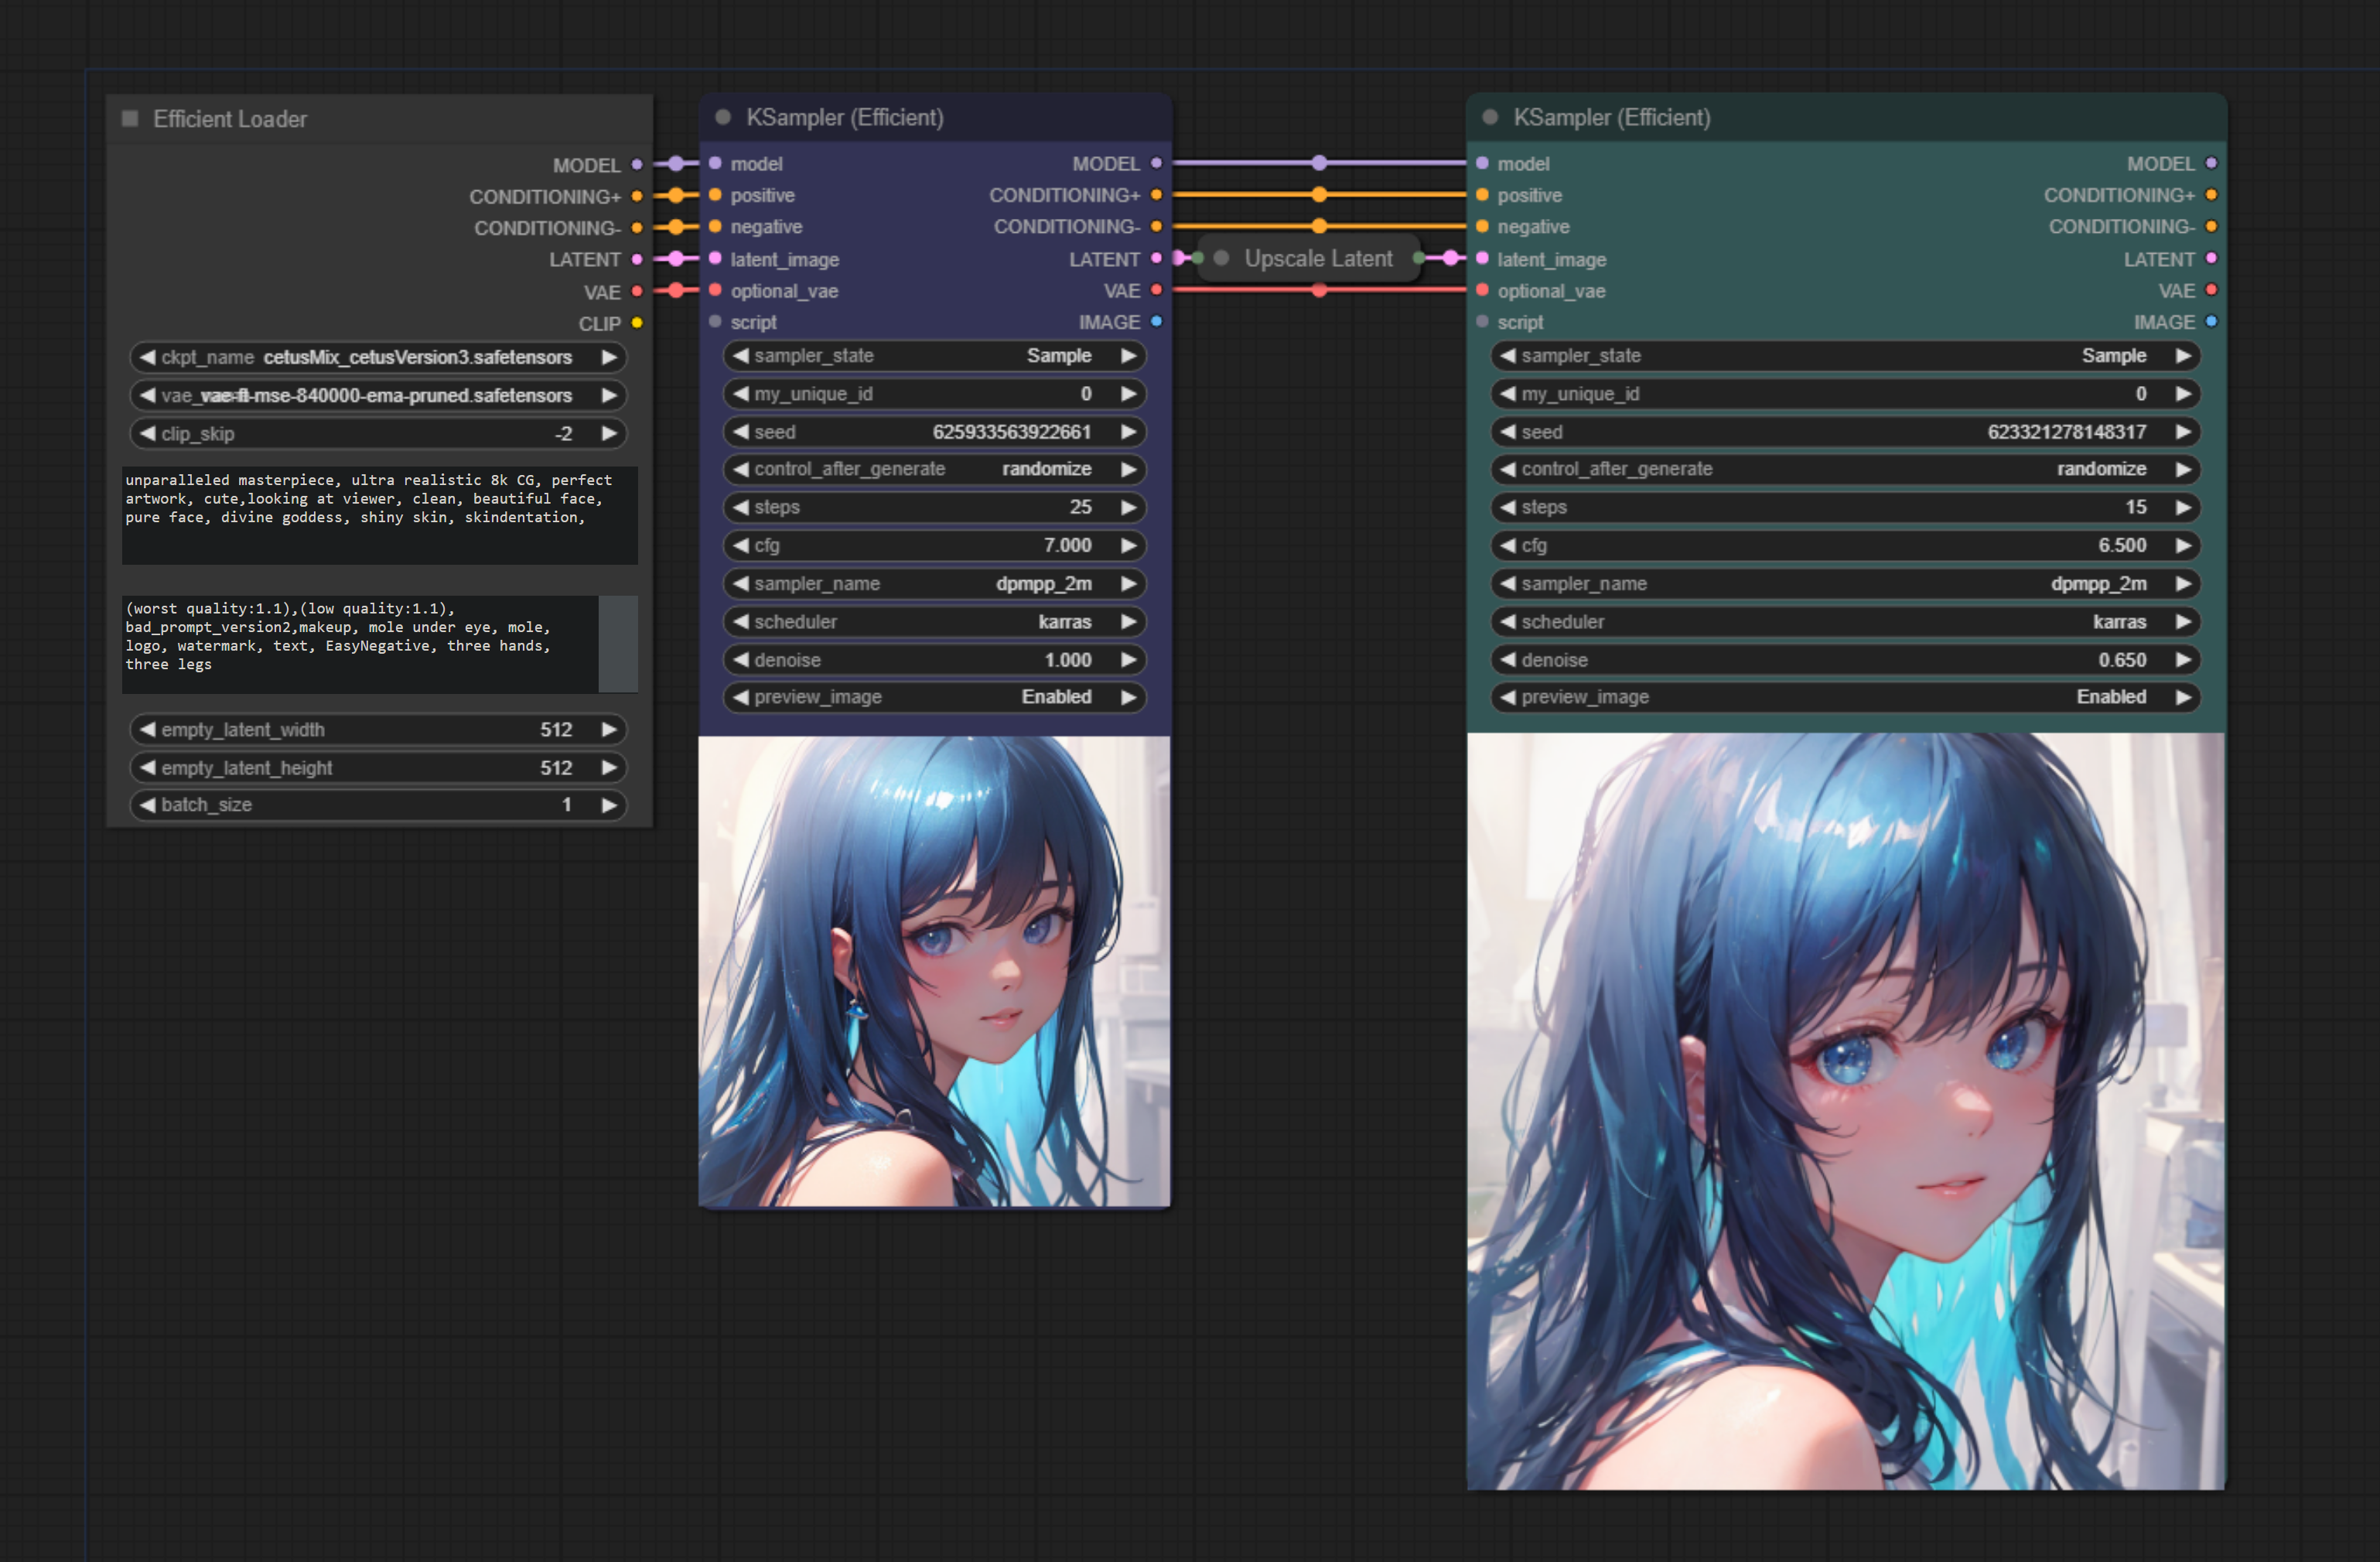 Efficient Loader
MODEL
CONDITIONING+
CONDITIONING-
LATENT
VAE
CLIP
ckpt_name cetusMix_cetusVersion3.safetensors
vae_ -ft-mse-840000-ema-pruned.safetensors
clip_skip -2
unparalleled masterpiece, ultra realistic 8k CG, perfect
artwork, cute,looking at viewer, clean, beautiful face,
pure face, divine goddess, shiny skin, skindentation,
(worst quality:1.1),(low quality:1.1),
bad_prompt_version2,makeup, mole under eye, mole,
logo, watermark, text, EasyNegative, three hands,
three legs
empty_latent_width 512
empty_latent_height 512
batch_size 1
KSampler (Efficient)
model MODEL
positive CONDITIONING+
negative CONDITIONING-
latent_image LATENT
optional_vae VAE
script IMAGE
sampler_state Sample
my_unique_id 0
seed 625933563922661
control_after_generate randomize
steps 25
cfg 7.000
sampler_name dpmpp_2m
scheduler karras
denoise 1.000
preview_image Enabled
Upscale Latent
KSampler (Efficient)
model MODEL
positive CONDITIONING+
negative CONDITIONING-
latent_image LATENT
optional_vae VAE
script IMAGE
sampler_state Sample
my_unique_id 0
seed 623321278148317
control_after_generate randomize
steps 15
cfg 6.500
sampler_name dpmpp_2m
scheduler karras
denoise 0.650
preview_image Enabled